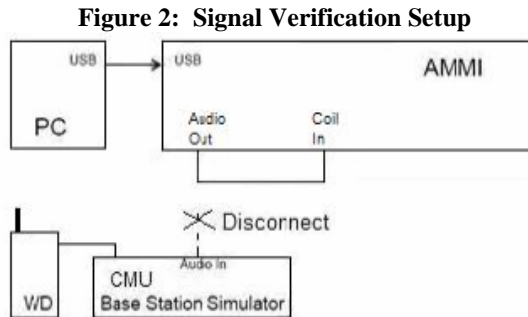 Figure 2: Signal Verification Setup
USB
USB
AMMI
PC
Audio Out
Coil In
Disconnect
Audio In
CMU
Base Station Simulator
WD